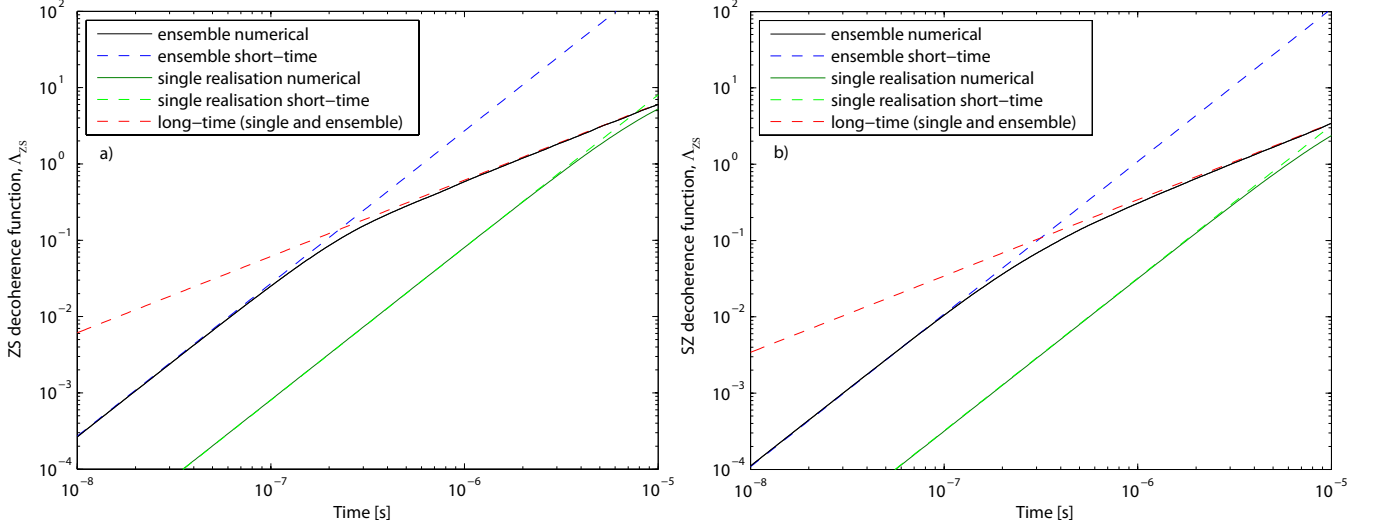 ZS decoherence function, Λ_ZS
10^2
10^1
10^0
10^−1
10^−2
10^−3
10^−4
ensemble numerical
ensemble short−time
single realisation numerical
single realisation short−time
long−time (single and ensemble)
a)
10^−8
10^−7
10^−6
10^−5
Time [s]
SZ decoherence function, Λ_ZS
10^2
10^1
10^0
10^−1
10^−2
10^−3
10^−4
ensemble numerical
ensemble short−time
single realisation numerical
single realisation short−time
long−time (single and ensemble)
b)
10^−8
10^−7
10^−6
10^−5
Time [s]